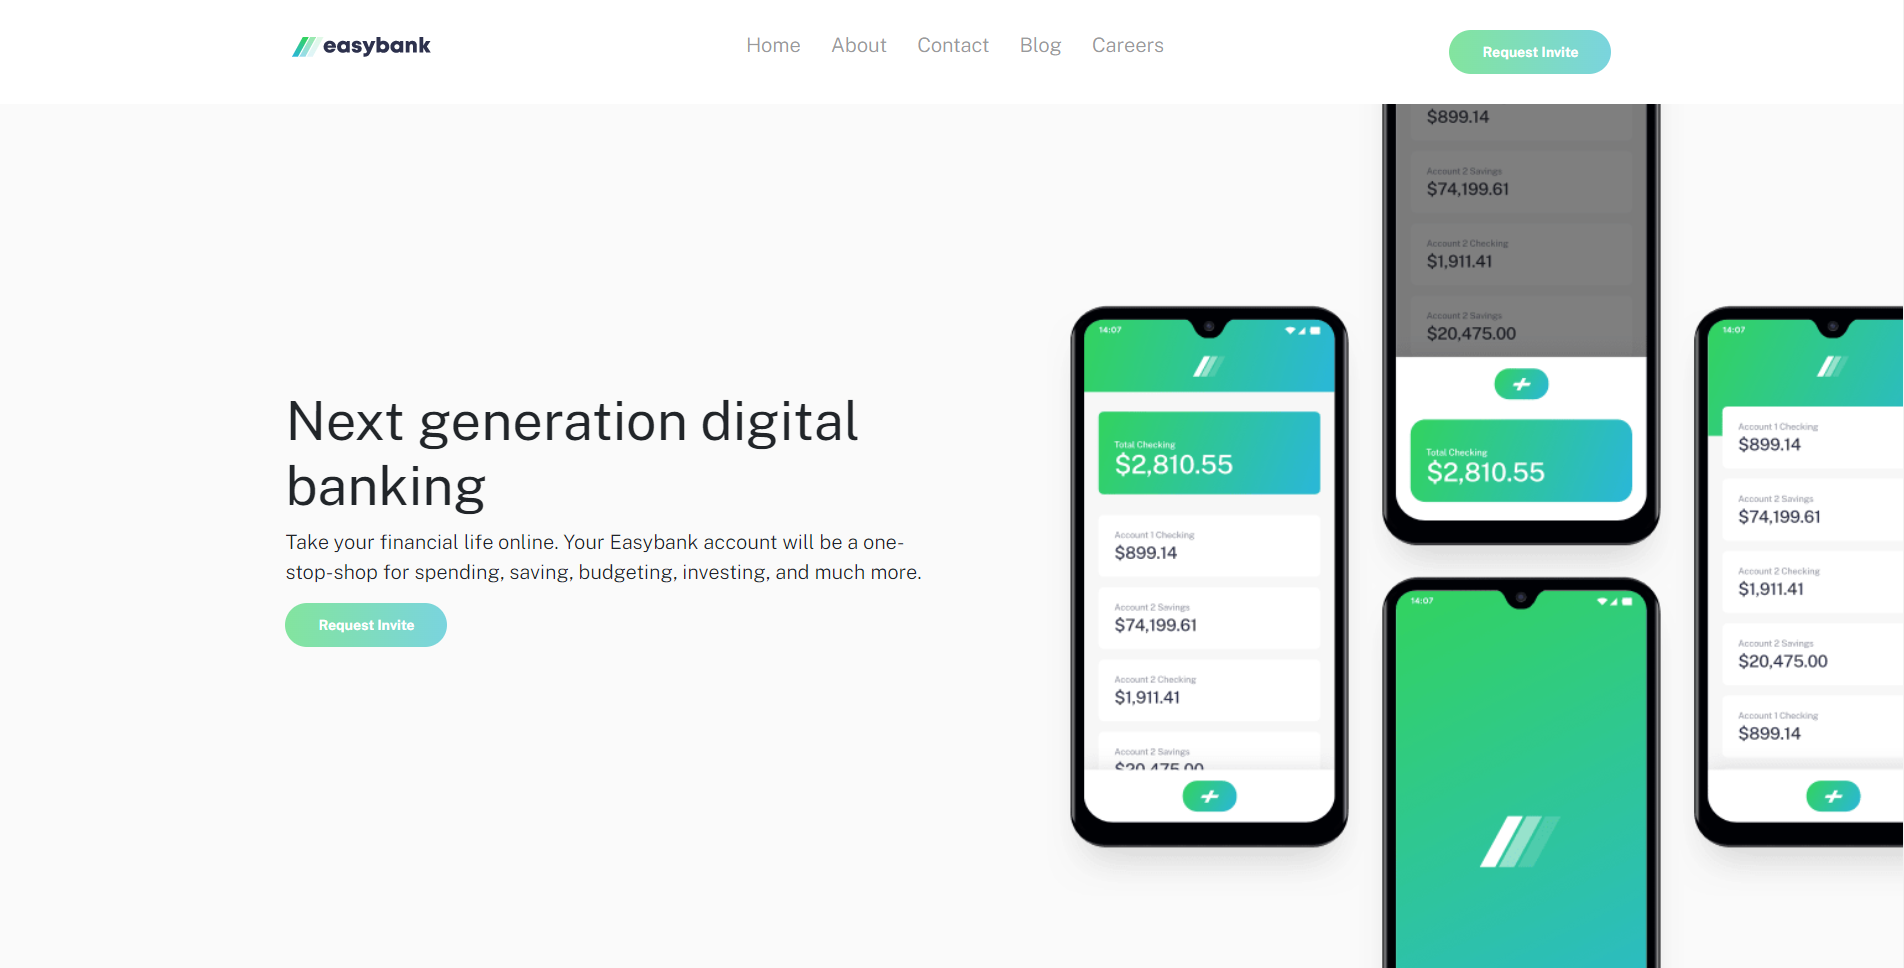 easybank
Home
About
Contact
Blog
Careers
Request Invite
Next generation digital
banking
Take your financial life online. Your Easybank account will be a one-
stop-shop for spending, saving, budgeting, investing, and much more.
Request Invite
14:07
Total Checking
$2,810.55
Account 1 Checking
$899.14
Account 2 Savings
$74,199.61
Account 2 Checking
$1,911.41
Account 2 Savings
$20,475.00
$899.14
Account 2 Savings
$74,199.61
Account 2 Checking
$1,911.41
Account 2 Savings
$20,475.00
Total Checking
$2,810.55
14:07
14:07
Account 1 Checking
$899.14
Account 2 Savings
$74,199.61
Account 2 Checking
$1,911.41
Account 2 Savings
$20,475.00
Account 1 Checking
$899.14